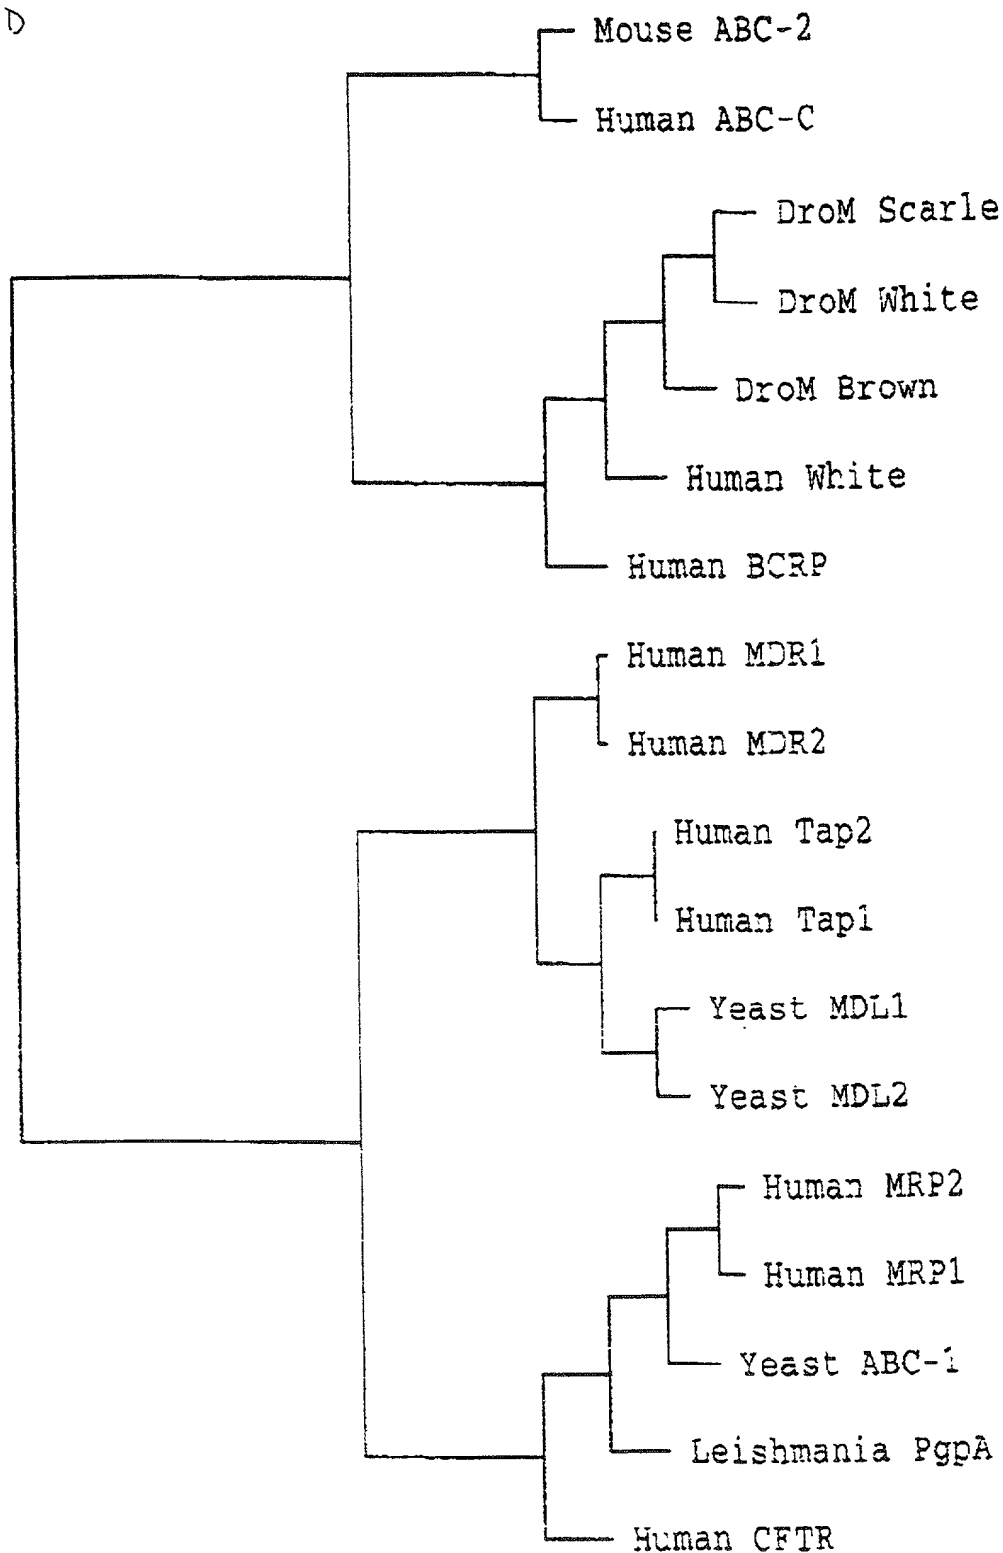 D
Mouse ABC-2
Human ABC-C
DroM Scarle
DroM White
DroM Brown
Human White
Human BCRP
Human MDR1
Human MDR2
Human Tap2
Human Tap1
Yeast MDL1
Yeast MDL2
Human MRP2
Human MRP1
Yeast ABC-1
Leishmania PgpA
Human CFTR